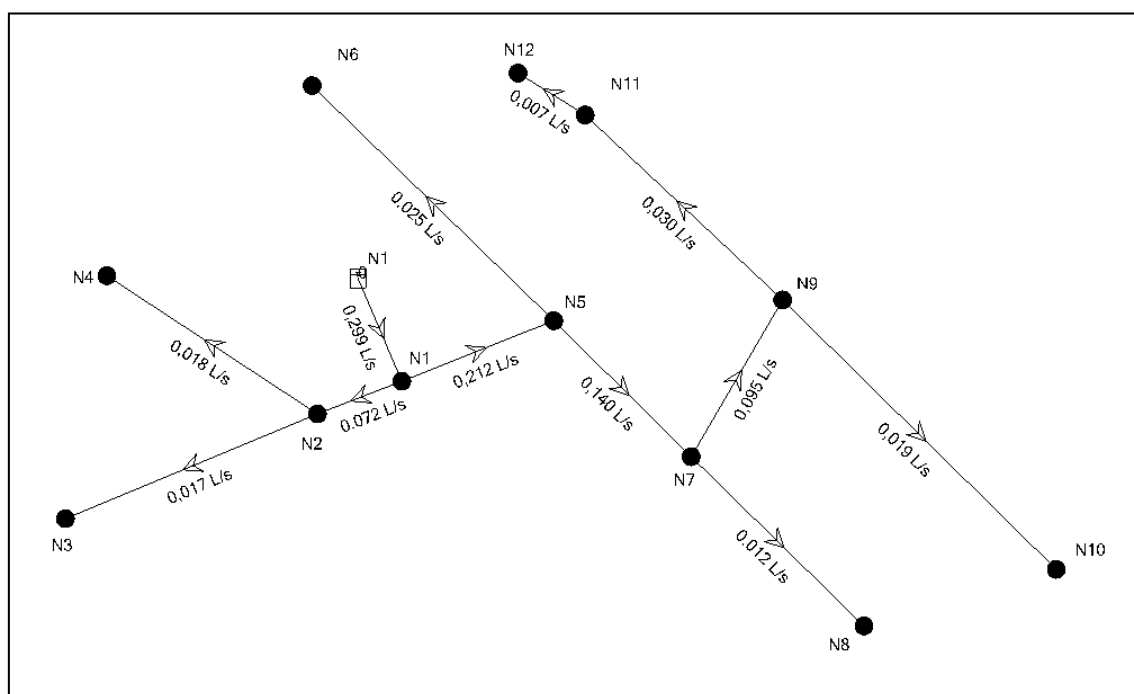 N12
N6
N11
0,007 L/s
0.025 L/s
0,030 L/s
N1
N4
N9
N5
0,299 L/s
N1
0,018 L/s
0,212 L/s
0,140 L/s
0,095 L/s
0.072 L/s
N2
0,019 L/s
N7
0,017 L/s
N3
0.012 L/s
N10
N8